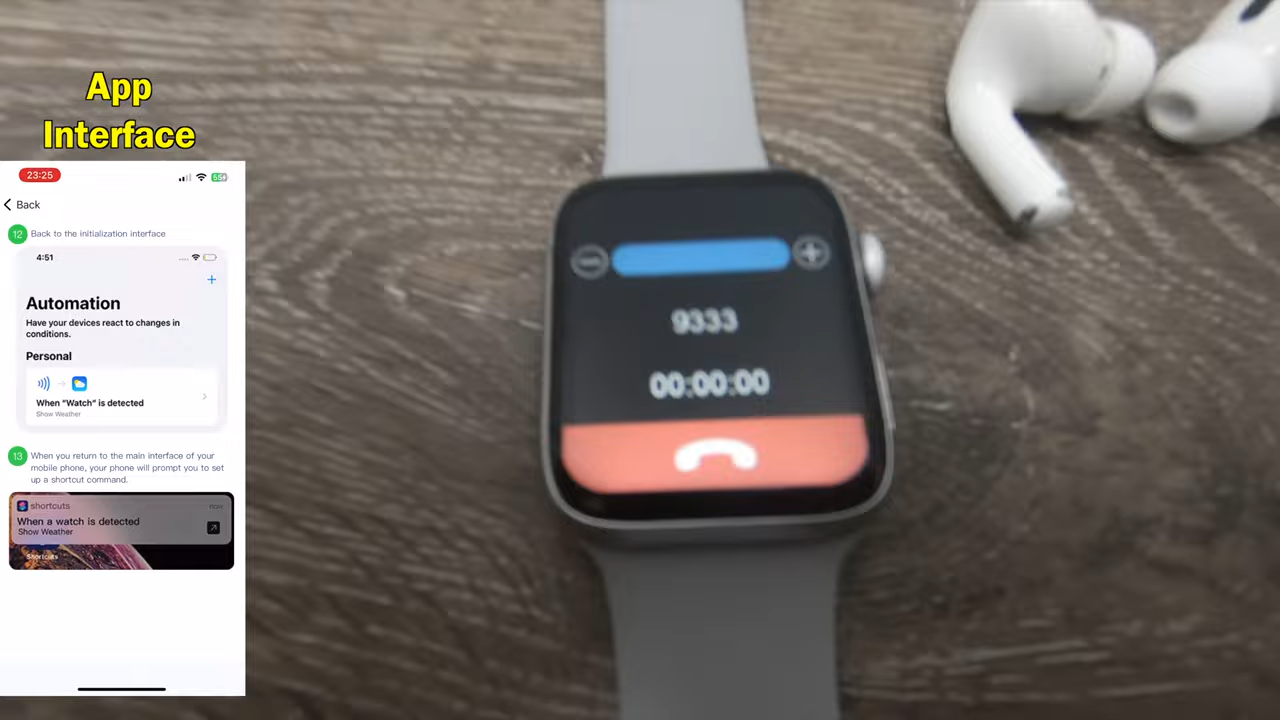 App
Interface
23:25
55+
Back
12 Back to the initialization interface
4:51
+
Automation
Have your devices react to changes in
conditions.
Personal
When “Watch” is detected
Show Weather
13 When you return to the main interface of your
mobile phone, your phone will prompt you to set
up a shortcut command.
shortcuts
now
When a watch is detected
Show Weather
Shortcuts
9333
00:00:00